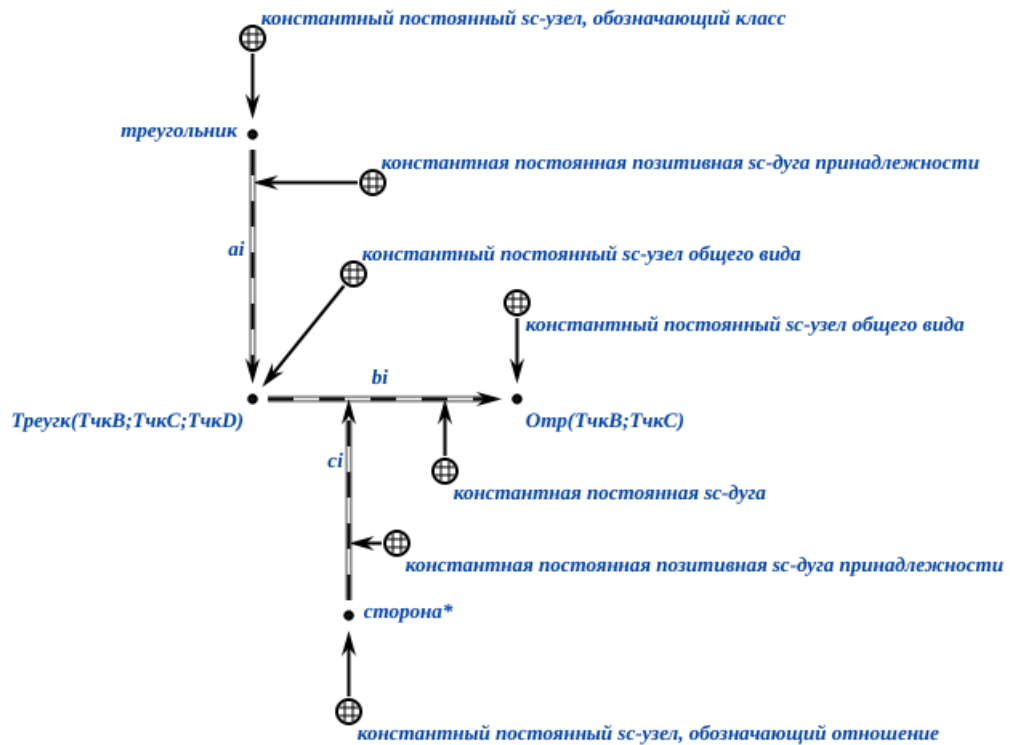 константный постоянный sc-узел, обозначающий класс
треугольник
константная постоянная позитивная sc-дуга принадлежности
ai
константный постоянный sc-узел общего вида
константный постоянный sc-узел общего вида
bi
Треугк(ТчкB;ТчкC;ТчкD)
Отр(ТчкB;ТчкC)
ci
константная постоянная sc-дуга
константная постоянная позитивная sc-дуга принадлежности
сторона*
константный постоянный sc-узел, обозначающий отношение